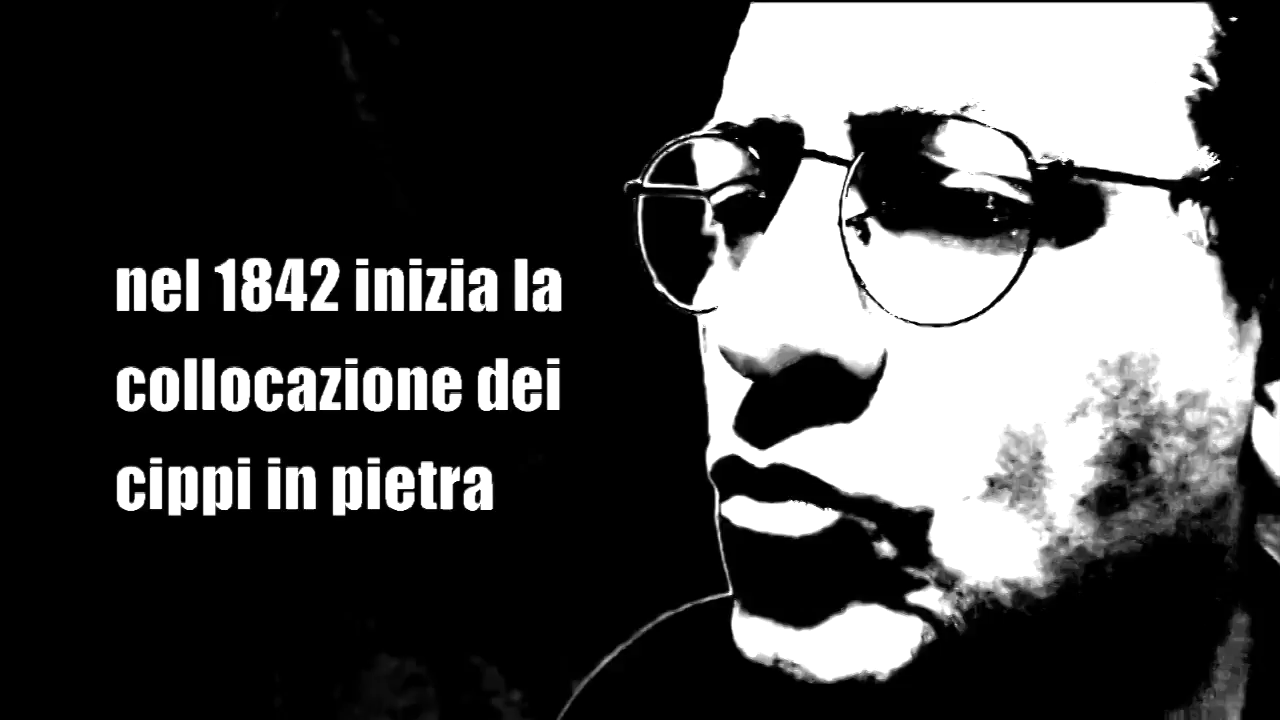 nel 1842 inizia la
collocazione dei
cippi in pietra